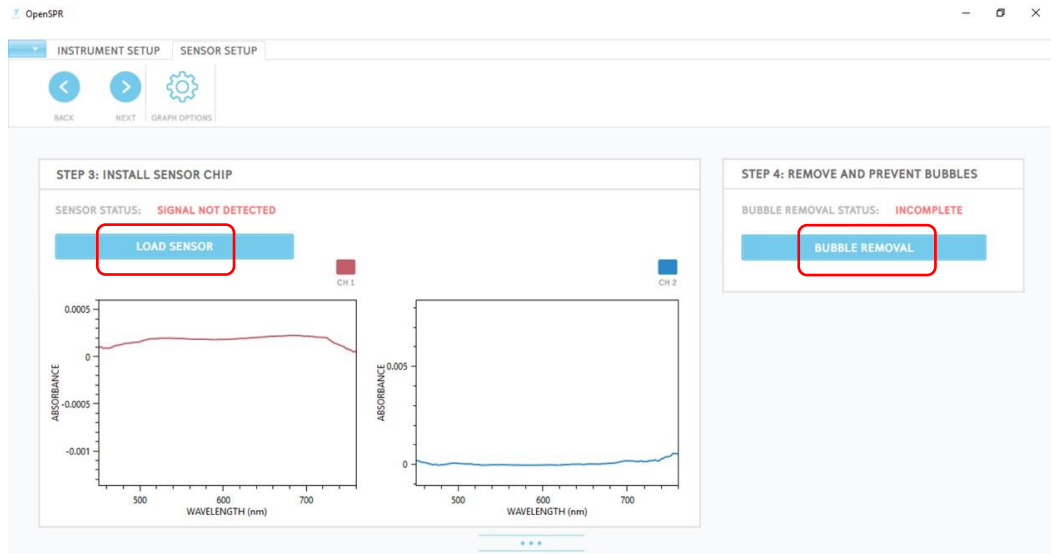 OpenSPR
INSTRUMENT SETUP SENSOR SETUP
BACK NEXT GRAPH OPTIONS
STEP 3: INSTALL SENSOR CHIP
SENSOR STATUS: SIGNAL NOT DETECTED
LOAD SENSOR
CH 1
CH 2
0.0005
0
-0.0005
-0.001
ABSORBANCE
500 600 700
WAVELENGTH (nm)
0.005
0
ABSORBANCE
500 600 700
WAVELENGTH (nm)
STEP 4: REMOVE AND PREVENT BUBBLES
BUBBLE REMOVAL STATUS: INCOMPLETE
BUBBLE REMOVAL